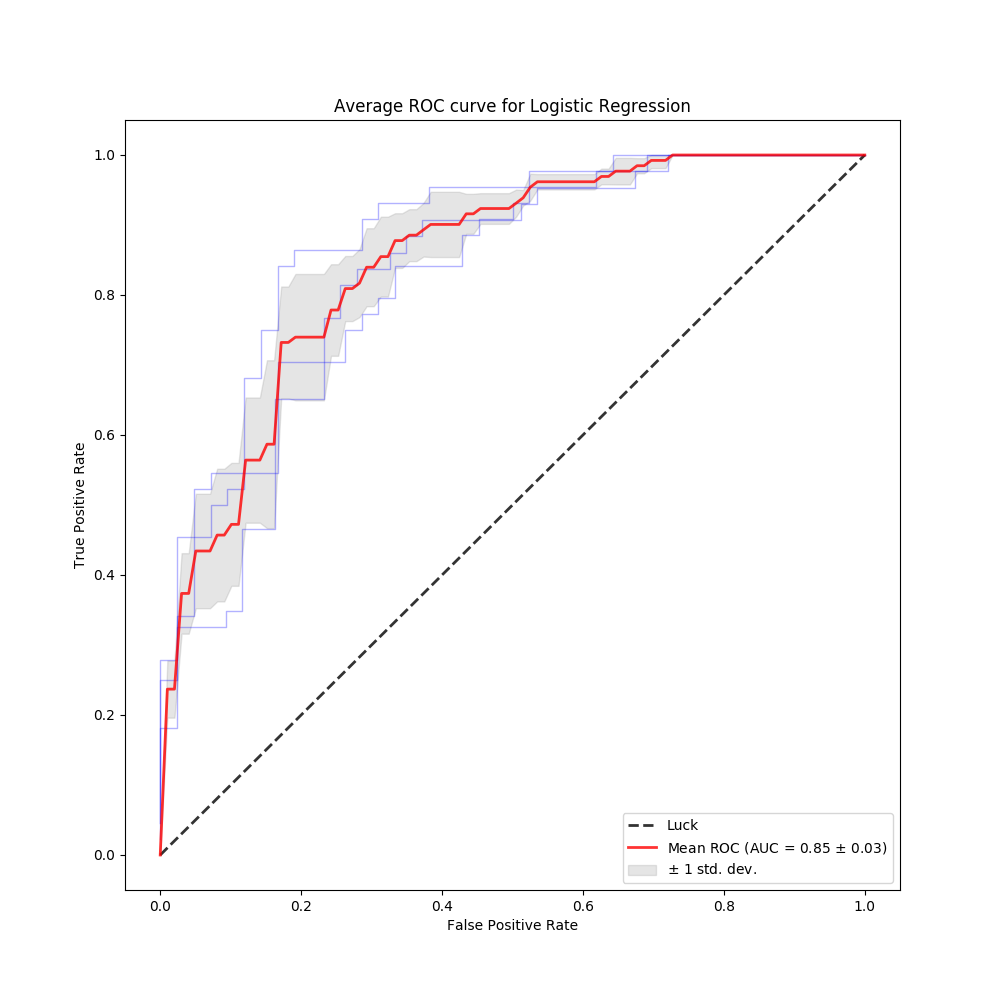 Average ROC curve for Logistic Regression
1.0
0.8
0.6
0.4
0.2
0.0
True Positive Rate
Luck
Mean ROC (AUC = 0.85 ± 0.03)
± 1 std. dev.
0.0 0.2 0.4 0.6 0.8 1.0
False Positive Rate